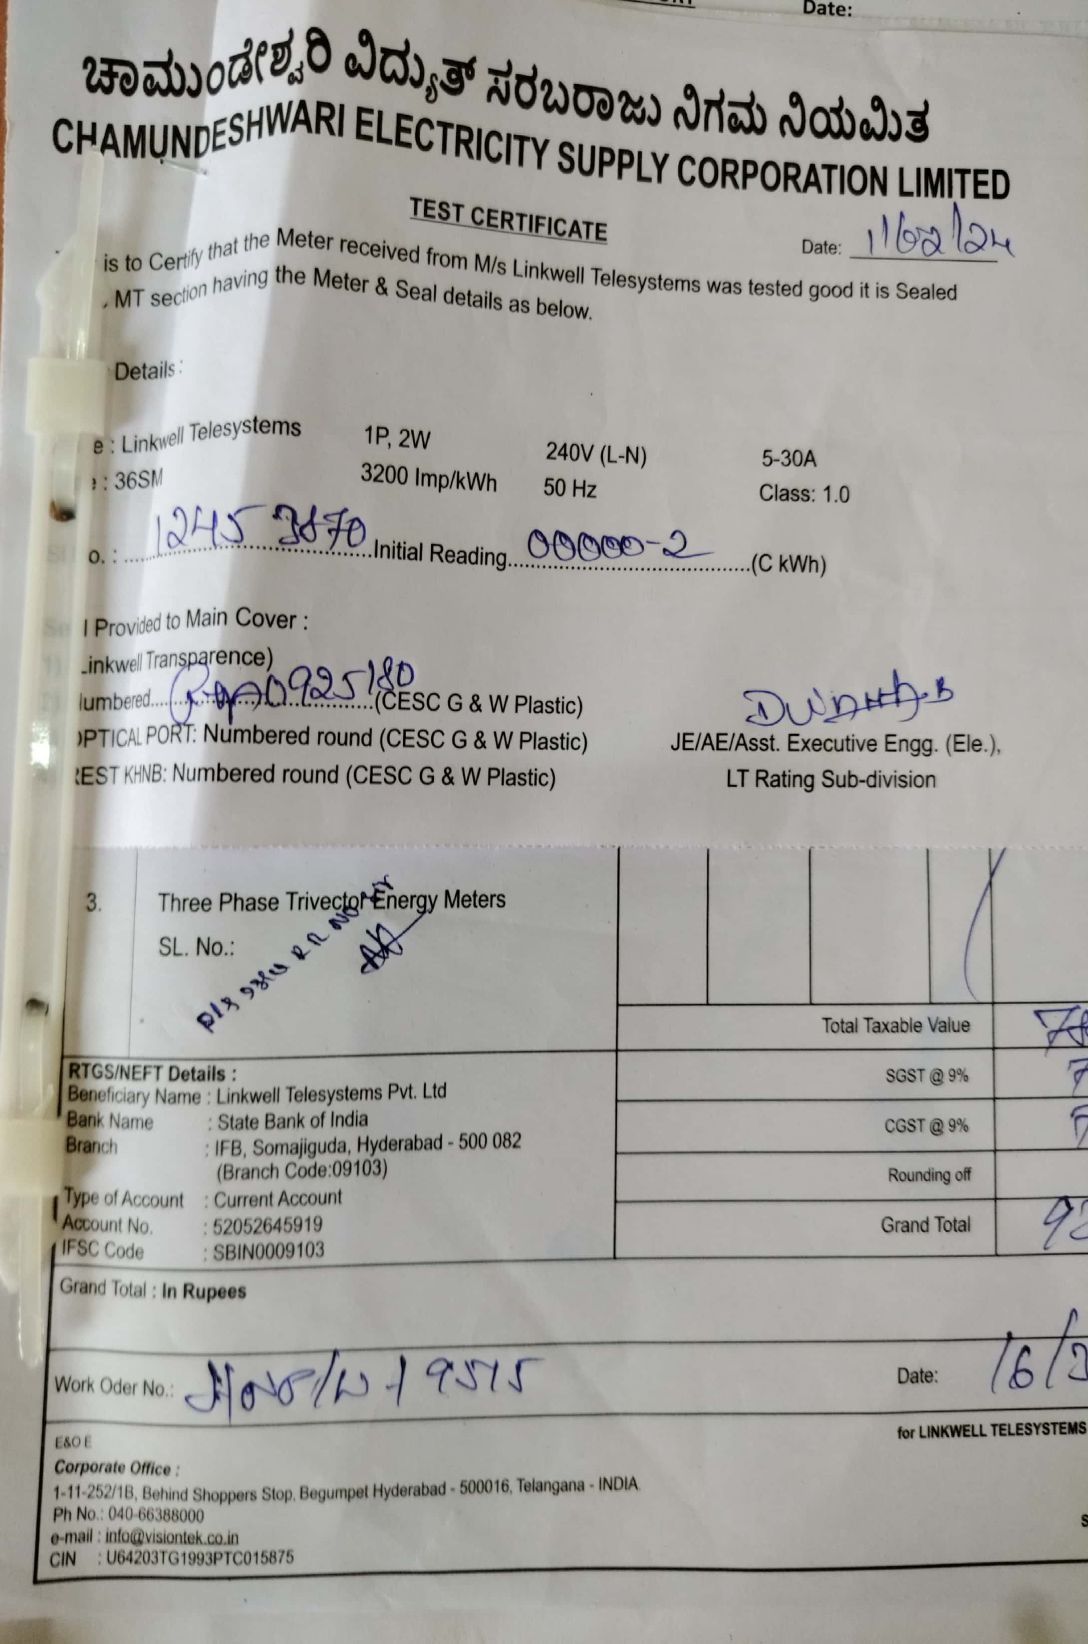 Date:
ಚಾಮುಂಡೇಶ್ವರಿ ವಿದ್ಯುತ್ ಸರಬರಾಜು ನಿಗಮ ನಿಯಮಿತ
CHAMUNDESHWARI ELECTRICITY SUPPLY CORPORATION LIMITED
TEST CERTIFICATE
Date: 1/02/24
is to Certify that the Meter received from M/s Linkwell Telesystems was tested good it is Sealed
MT section having the Meter & Seal details as below.
Details :
e : Linkwell Telesystems 1P, 2W 240V (L-N) 5-30A
: 36SM 3200 Imp/kWh 50 Hz Class: 1.0
o. : 12453870 Initial Reading 00000-2 (C kWh)
l Provided to Main Cover :
inkwell Transparence)
umbered 0925180 (CESC G & W Plastic)
OPTICAL PORT: Numbered round (CESC G & W Plastic) JE/AE/Asst. Executive Engg. (Ele.),
REST KHNB: Numbered round (CESC G & W Plastic) LT Rating Sub-division
3. Three Phase Trivector Energy Meters
SL. No.:
Total Taxable Value
RTGS/NEFT Details : SGST @ 9%
Beneficiary Name : Linkwell Telesystems Pvt. Ltd
Bank Name : State Bank of India CGST @ 9%
Branch : IFB, Somajiguda, Hyderabad - 500 082
(Branch Code:09103) Rounding off
Type of Account : Current Account
Account No. : 52052645919 Grand Total
IFSC Code : SBIN0009103
Grand Total : In Rupees
Work Oder No.: 19515 Date: 16/
E&O E for LINKWELL TELESYSTEMS
Corporate Office :
1-11-252/1B, Behind Shoppers Stop, Begumpet Hyderabad - 500016, Telangana - INDIA
Ph No.: 040-66388000
e-mail : info@visiontek.co.in
CIN : U64203TG1993PTC015875